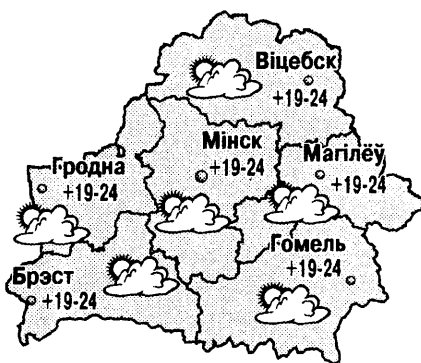 Віцебск
+19-24
Мінск
+19-24
Магілёў
+19-24
Гродна
+19-24
Гомель
+19-24
Брэст
+19-24